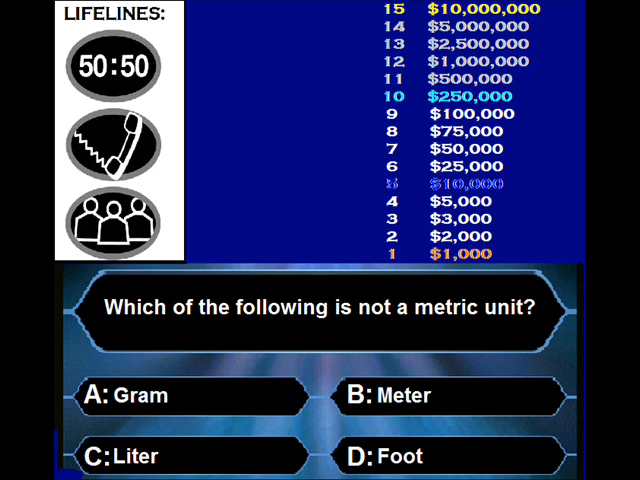 LIFELINES:
50:50
15 $10,000,000
14 $5,000,000
13 $2,500,000
12 $1,000,000
11 $500,000
10 $250,000
9 $100,000
8 $75,000
7 $50,000
6 $25,000
5 $10,000
4 $5,000
3 $3,000
2 $2,000
1 $1,000
Which of the following is not a metric unit?
A: Gram
B: Meter
C: Liter
D: Foot